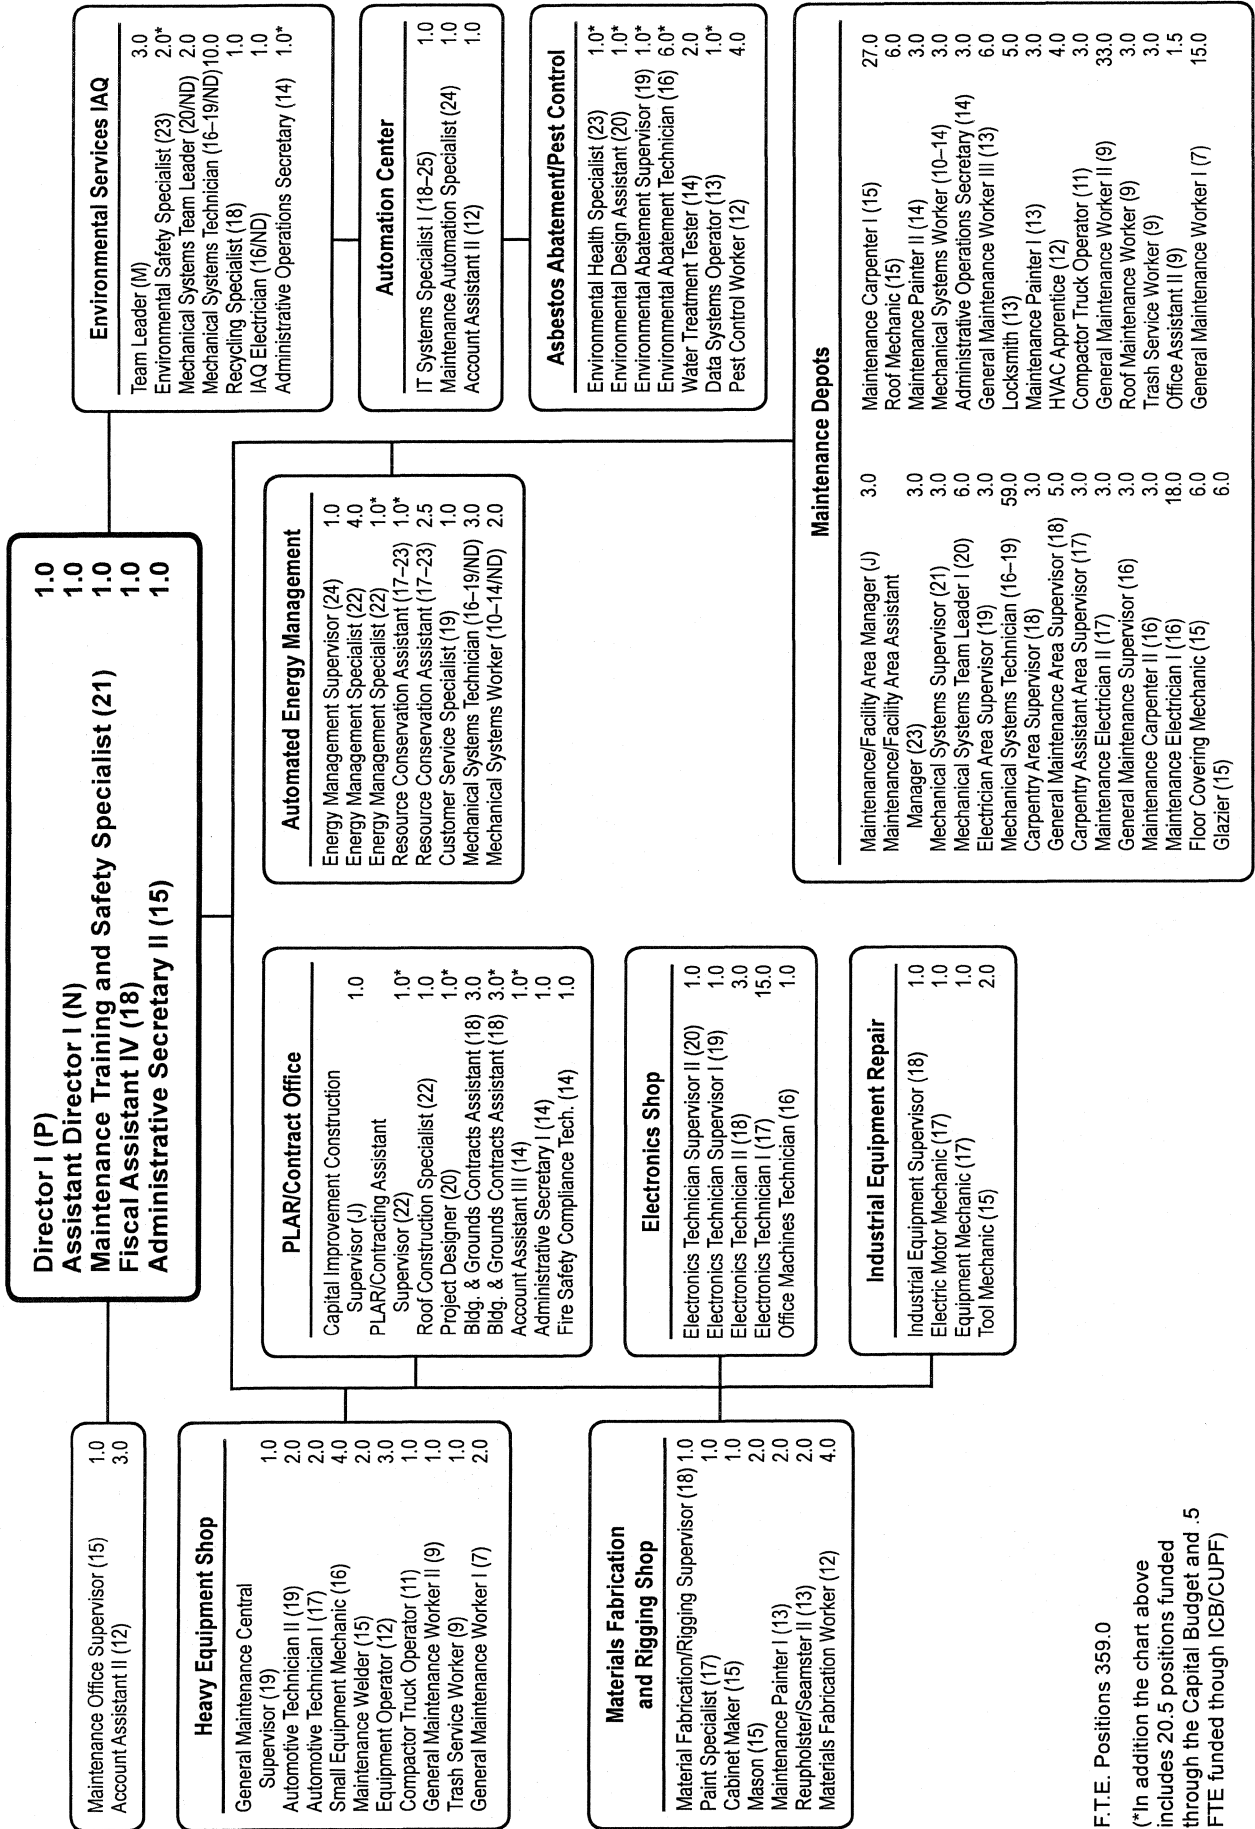 Director I (P) 1.0
Assistant Director I (N) 1.0
Maintenance Training and Safety Specialist (21) 1.0
Fiscal Assistant IV (18) 1.0
Administrative Secretary II (15) 1.0
Maintenance Office Supervisor (15) 1.0
Account Assistant II (12) 3.0
Heavy Equipment Shop
General Maintenance Central
Supervisor (19) 1.0
Automotive Technician II (19) 2.0
Automotive Technician I (17) 2.0
Small Equipment Mechanic (16) 4.0
Maintenance Welder (15) 2.0
Equipment Operator (12) 3.0
Compactor Truck Operator (11) 1.0
General Maintenance Worker II (9) 1.0
Trash Service Worker (9) 1.0
General Maintenance Worker I (7) 2.0
Materials Fabrication
and Rigging Shop
Material Fabrication/Rigging Supervisor (18) 1.0
Paint Specialist (17) 1.0
Cabinet Maker (15) 1.0
Mason (15) 2.0
Maintenance Painter I (13) 2.0
Reupholster/Seamster II (13) 2.0
Materials Fabrication Worker (12) 4.0
PLAR/Contract Office
Capital Improvement Construction
Supervisor (J) 1.0
PLAR/Contracting Assistant
Supervisor (22) 1.0*
Roof Construction Specialist (22) 1.0
Project Designer (20) 1.0*
Bldg. & Grounds Contracts Assistant (18) 3.0
Bldg. & Grounds Contracts Assistant (18) 3.0*
Account Assistant III (14) 1.0*
Administrative Secretary I (14) 1.0
Fire Safety Compliance Tech. (14) 1.0
Electronics Shop
Electronics Technician Supervisor II (20) 1.0
Electronics Technician Supervisor I (19) 1.0
Electronics Technician II (18) 3.0
Electronics Technician I (17) 15.0
Office Machines Technician (16) 1.0
Industrial Equipment Repair
Industrial Equipment Supervisor (18) 1.0
Electric Motor Mechanic (17) 1.0
Equipment Mechanic (17) 1.0
Tool Mechanic (15) 2.0
Automated Energy Management
Energy Management Supervisor (24) 1.0
Energy Management Specialist (22) 4.0
Energy Management Specialist (22) 1.0*
Resource Conservation Assistant (17–23) 1.0*
Resource Conservation Assistant (17–23) 2.5
Customer Service Specialist (19) 1.0
Mechanical Systems Technician (16–19/ND) 3.0
Mechanical Systems Worker (10–14/ND) 2.0
Environmental Services IAQ
Team Leader (M) 3.0
Environmental Safety Specialist (23) 2.0*
Mechanical Systems Team Leader (20/ND) 2.0
Mechanical Systems Technician (16–19/ND) 10.0
Recycling Specialist (18) 1.0
IAQ Electrician (16/ND) 1.0
Administrative Operations Secretary (14) 1.0*
Automation Center
IT Systems Specialist I (18–25) 1.0
Maintenance Automation Specialist (24) 1.0
Account Assistant II (12) 1.0
Asbestos Abatement/Pest Control
Environmental Health Specialist (23) 1.0*
Environmental Design Assistant (20) 1.0*
Environmental Abatement Supervisor (19) 1.0*
Environmental Abatement Technician (16) 6.0*
Water Treatment Tester (14) 2.0
Data Systems Operator (13) 1.0*
Pest Control Worker (12) 4.0
Maintenance Depots
Maintenance/Facility Area Manager (J) 3.0
Maintenance/Facility Area Assistant
Manager (23) 3.0
Mechanical Systems Supervisor (21) 3.0
Mechanical Systems Team Leader I (20) 6.0
Electrician Area Supervisor (19) 3.0
Mechanical Systems Technician (16–19) 59.0
Carpentry Area Supervisor (18) 3.0
General Maintenance Area Supervisor (18) 5.0
Carpentry Assistant Area Supervisor (17) 3.0
Maintenance Electrician II (17) 3.0
General Maintenance Supervisor (16) 3.0
Maintenance Carpenter II (16) 3.0
Maintenance Electrician I (16) 18.0
Floor Covering Mechanic (15) 6.0
Glazier (15) 6.0
Maintenance Carpenter I (15) 27.0
Roof Mechanic (15) 6.0
Maintenance Painter II (14) 3.0
Mechanical Systems Worker (10–14) 3.0
Administrative Operations Secretary (14) 3.0
General Maintenance Worker III (13) 6.0
Locksmith (13) 5.0
Maintenance Painter I (13) 3.0
HVAC Apprentice (12) 4.0
Compactor Truck Operator (11) 3.0
General Maintenance Worker II (9) 33.0
Roof Maintenance Worker (9) 3.0
Trash Service Worker (9) 3.0
Office Assistant II (9) 1.5
General Maintenance Worker I (7) 15.0
F.T.E. Positions 359.0
(*In addition the chart above
includes 20.5 positions funded
through the Capital Budget and .5
FTE funded though ICB/CUPF)